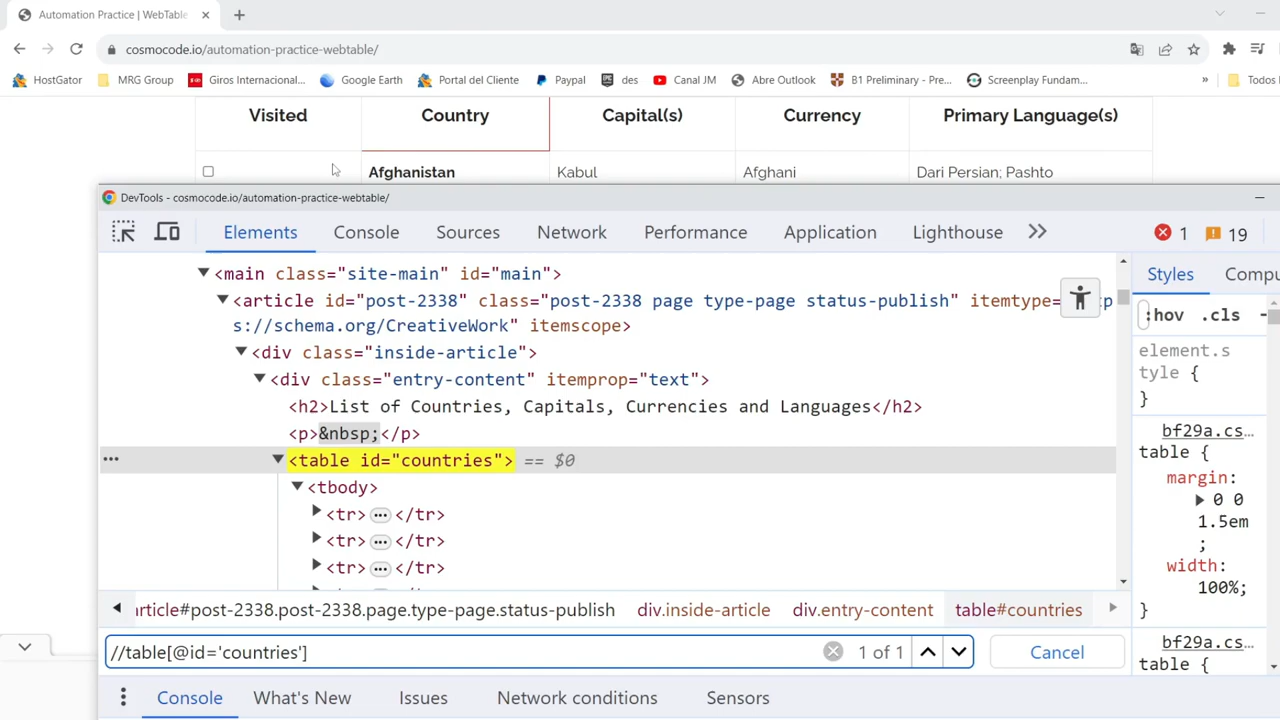 Automation Practice | WebTable
cosmocode.io/automation-practice-webtable/
HostGator MRG Group Giros Internacional... Google Earth Portal del Cliente Paypal des Canal JM Abre Outlook B1 Preliminary - Pre... Screenplay Fundam... » Todos
Visited Country Capital(s) Currency Primary Language(s)
Afghanistan Kabul Afghani Dari Persian; Pashto
DevTools - cosmocode.io/automation-practice-webtable/
Elements Console Sources Network Performance Application Lighthouse 1 19
<main class="site-main" id="main">
<article id="post-2338" class="post-2338 page type-page status-publish" itemtype= p
s://schema.org/CreativeWork" itemscope>
<div class="inside-article">
<div class="entry-content" itemprop="text">
<h2>List of Countries, Capitals, Currencies and Languages</h2>
<p>&nbsp;</p>
<table id="countries"> == $0
<tbody>
<tr> ••• </tr>
<tr> ••• </tr>
<tr> ••• </tr>
Styles Compu
:hov .cls
element.s
tyle {
}
bf29a.cs…
table {
margin:
0 0
1.5em
;
width:
100%;
}
bf29a.cs…
table {
article#post-2338.post-2338.page.type-page.status-publish div.inside-article div.entry-content table#countries
//table[@id='countries'] 1 of 1 Cancel
Console What's New Issues Network conditions Sensors